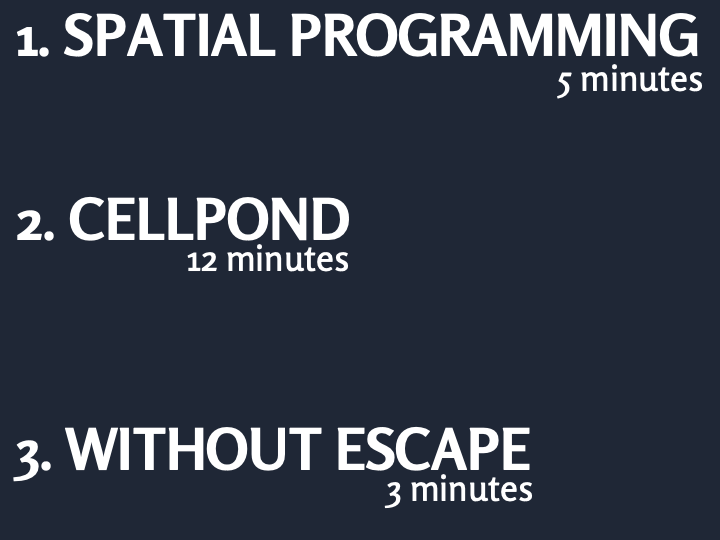 1. SPATIAL PROGRAMMING
5 minutes
2. CELLPOND
12 minutes
3. WITHOUT ESCAPE
3 minutes